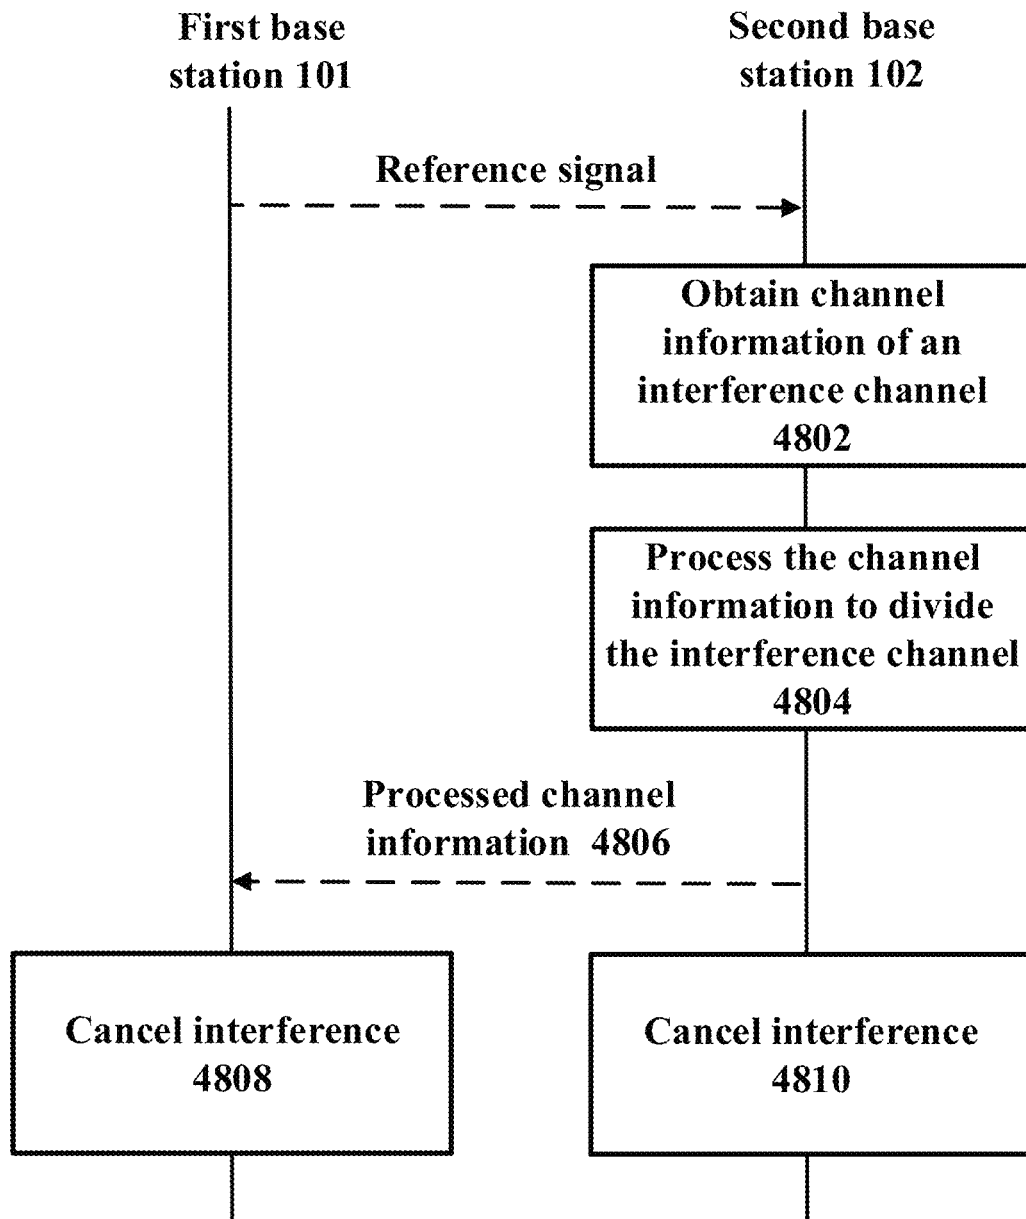 First base
station 101
Second base
station 102
Reference signal
Obtain channel
information of an
interference channel
4802
Process the channel
information to divide
the interference channel
4804
Processed channel
information 4806
Cancel interference
4808
Cancel interference
4810